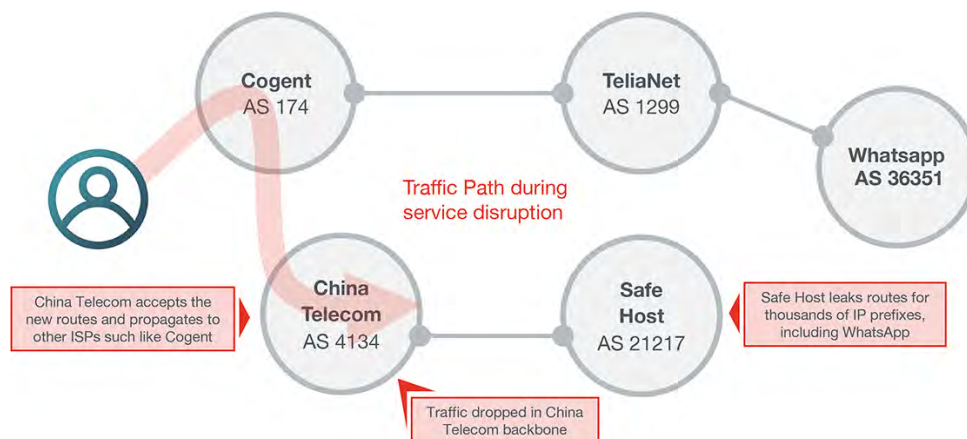 Cogent
AS 174
TeliaNet
AS 1299
Whatsapp
AS 36351
Traffic Path during
service disruption
China
Telecom
AS 4134
Safe
Host
AS 21217
China Telecom accepts the
new routes and propagates to
other ISPs such like Cogent
Safe Host leaks routes for
thousands of IP prefixes,
including WhatsApp
Traffic dropped in China
Telecom backbone